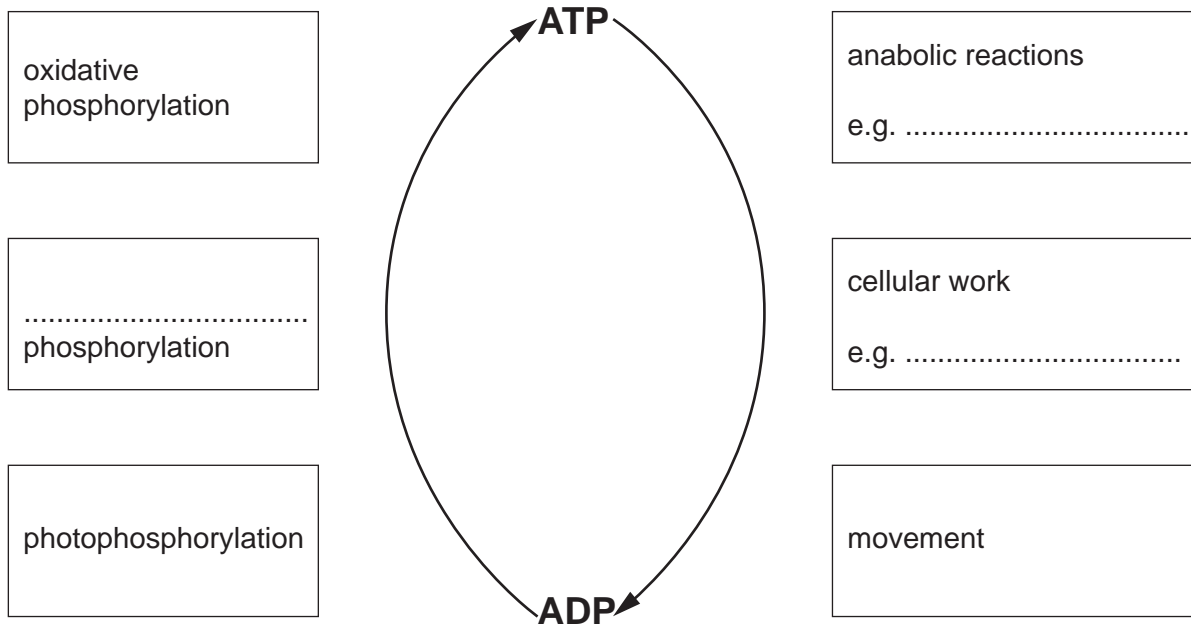 ATP
oxidative
phosphorylation
..................................
phosphorylation
photophosphorylation
anabolic reactions
e.g. ..................................
cellular work
e.g. .................................
movement
ADP